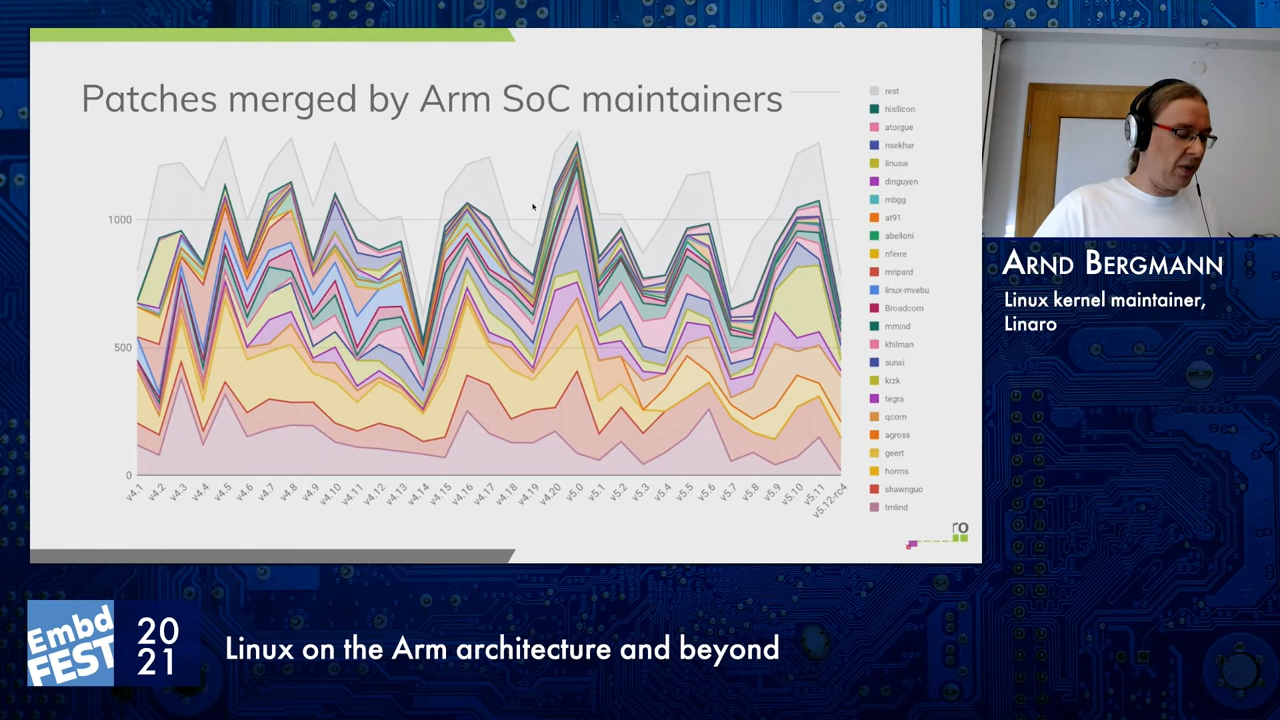 Patches merged by Arm SoC maintainers
rest
hisilicon
atorgue
nsekhar
linusw
dinguyen
mbgg
at91
abelloni
nferre
mripard
linux-mvebu
Broadcom
mmind
khilman
sunxi
krzk
tegra
qcom
agross
geert
horms
shawnguo
tmlind
1000
500
0
v4.1
v4.2
v4.3
v4.4
v4.5
v4.6
v4.7
v4.8
v4.9
v4.10
v4.11
v4.12
v4.13
v4.14
v4.15
v4.16
v4.17
v4.18
v4.19
v4.20
v5.0
v5.1
v5.2
v5.3
v5.4
v5.5
v5.6
v5.7
v5.8
v5.9
v5.10
v5.11
v5.12-rc4
ro
ARND BERGMANN
Linux kernel maintainer,
Linaro
Embd
FEST
20
21
Linux on the Arm architecture and beyond